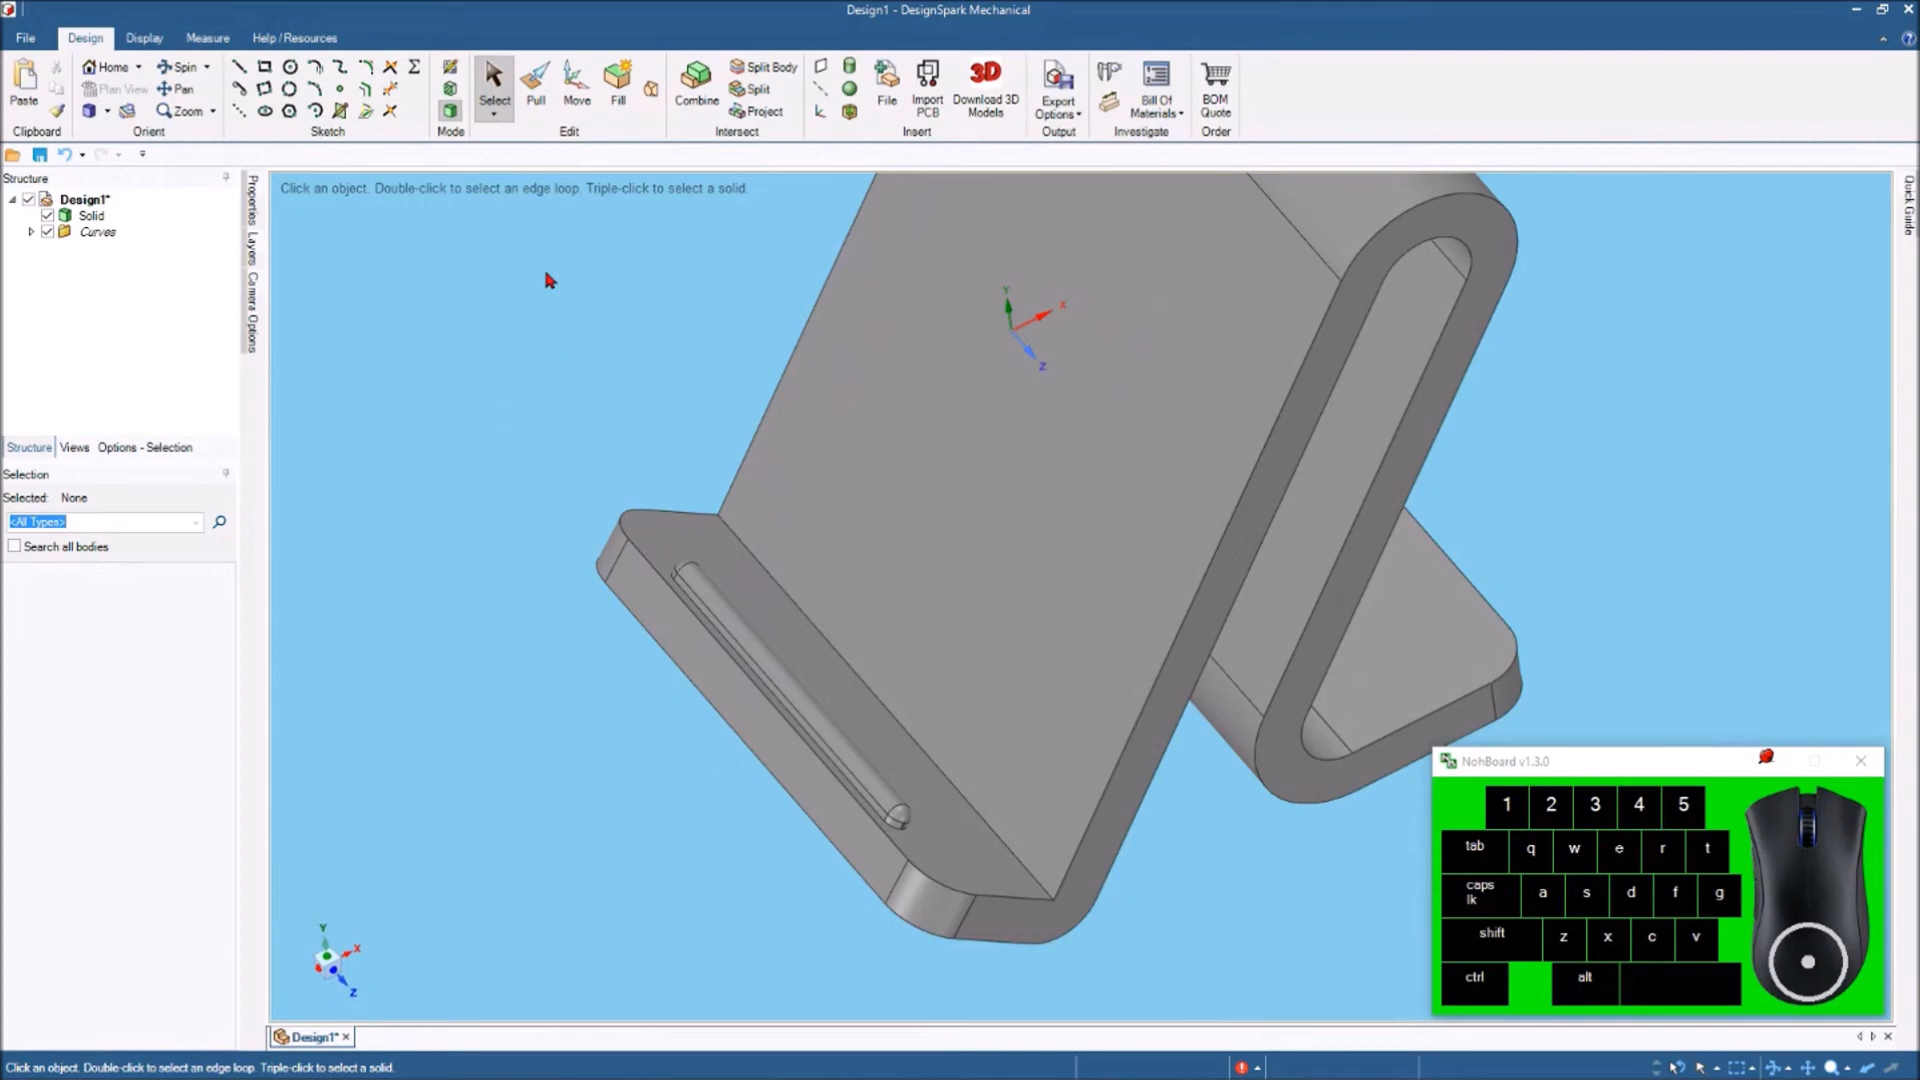 Design1 - DesignSpark Mechanical
File Design Display Measure Help / Resources
Paste
Home Spin
Plan View Pan
Zoom
Select Pull Move Fill
Combine
Split Body
Split
Project
File
Import PCB
3D
Download 3D Models
Export Options
Bill Of Materials
BOM Quote
Clipboard Orient Sketch Mode Edit Intersect Insert Output Investigate Order
Structure
Design1*
Solid
Curves
Properties
Layers
Camera Options
Quick Guide
Click an object. Double-click to select an edge loop. Triple-click to select a solid.
Y
X
Z
Structure Views Options - Selection
Selection
Selected: None
<All Types>
Search all bodies
Y
X
Z
NohBoard v1.3.0
1 2 3 4 5
tab q w e r t
caps lk a s d f g
shift z x c v
ctrl alt
Design1*
Click an object. Double-click to select an edge loop. Triple-click to select a solid.